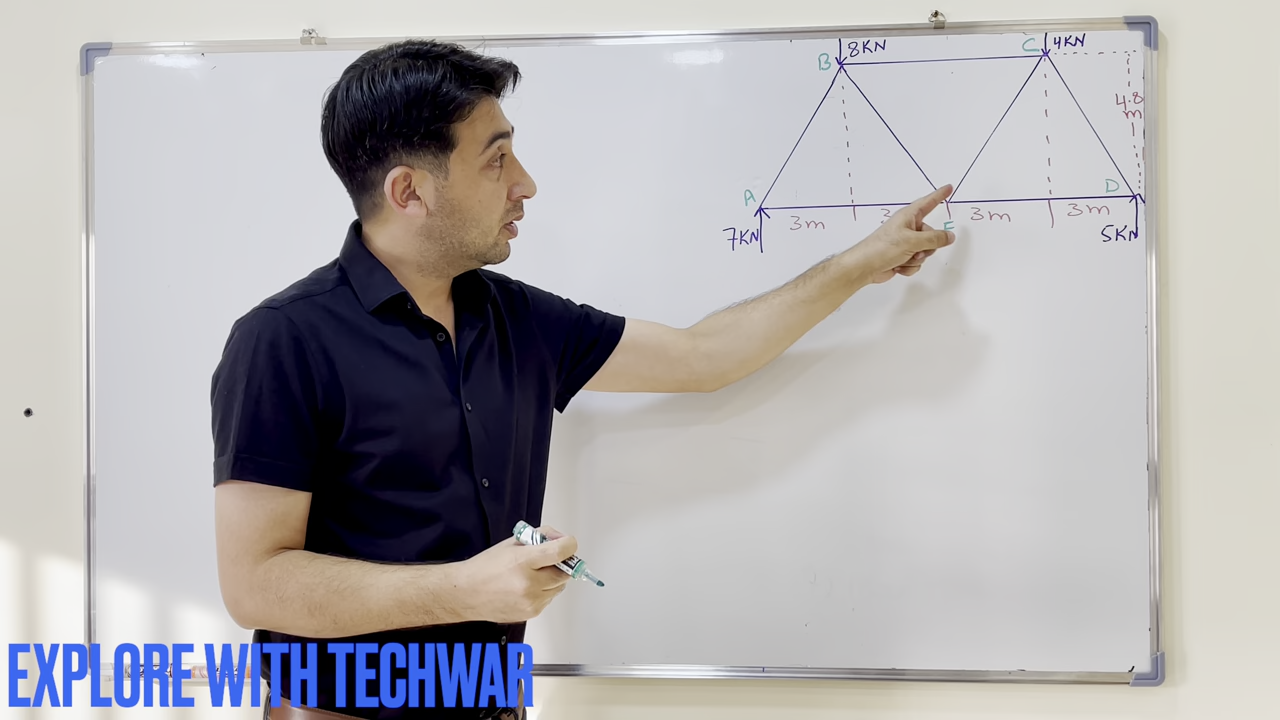 B 8KN C 4KN
4.8
m
A D
3m 3m 3m
E
7KN 5KN
EXPLORE WITH TECHWAR